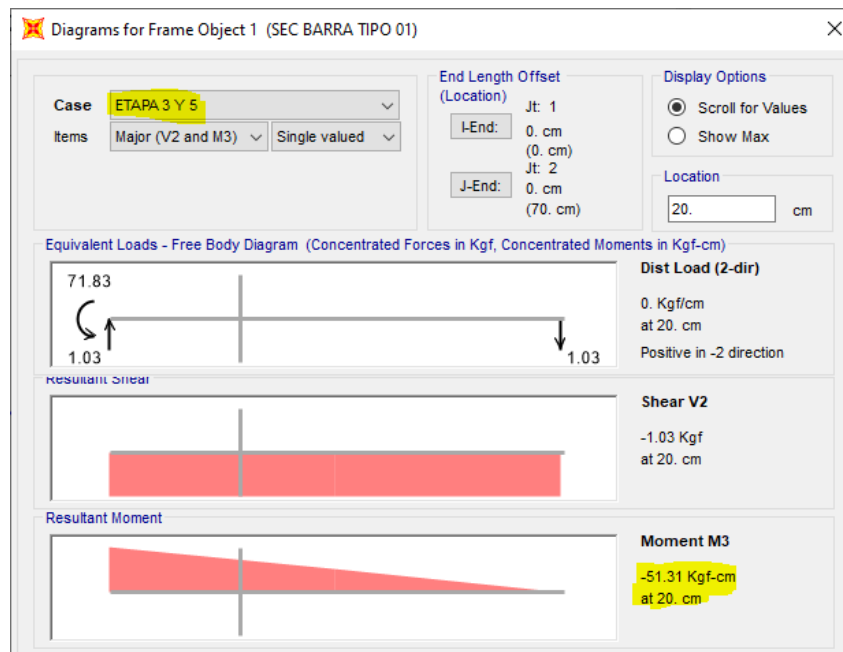 Diagrams for Frame Object 1 (SEC BARRA TIPO 01)
Case ETAPA 3 Y 5
Items Major (V2 and M3) Single valued
End Length Offset
(Location)
Jt: 1
I-End: 0. cm
(0. cm)
Jt: 2
J-End: 0. cm
(70. cm)
Display Options
Scroll for Values
Show Max
Location
20. cm
Equivalent Loads - Free Body Diagram (Concentrated Forces in Kgf, Concentrated Moments in Kgf-cm)
71.83
1.03 1.03
Dist Load (2-dir)
0. Kgf/cm
at 20. cm
Positive in -2 direction
Resultant Shear
Shear V2
-1.03 Kgf
at 20. cm
Resultant Moment
Moment M3
-51.31 Kgf-cm
at 20. cm